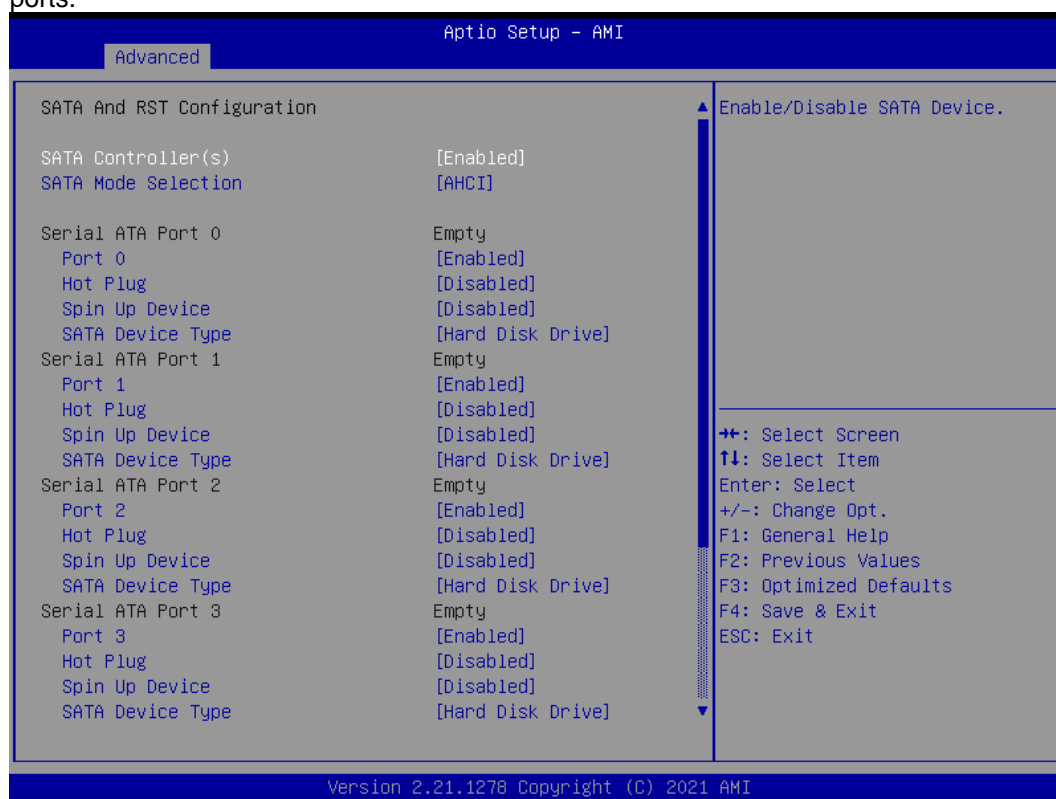 ports.
Aptio Setup – AMI
Advanced
SATA And RST Configuration
SATA Controller(s) [Enabled]
SATA Mode Selection [AHCI]
Serial ATA Port 0 Empty
Port 0 [Enabled]
Hot Plug [Disabled]
Spin Up Device [Disabled]
SATA Device Type [Hard Disk Drive]
Serial ATA Port 1 Empty
Port 1 [Enabled]
Hot Plug [Disabled]
Spin Up Device [Disabled]
SATA Device Type [Hard Disk Drive]
Serial ATA Port 2 Empty
Port 2 [Enabled]
Hot Plug [Disabled]
Spin Up Device [Disabled]
SATA Device Type [Hard Disk Drive]
Serial ATA Port 3 Empty
Port 3 [Enabled]
Hot Plug [Disabled]
Spin Up Device [Disabled]
SATA Device Type [Hard Disk Drive]
Enable/Disable SATA Device.
→←: Select Screen
↑↓: Select Item
Enter: Select
+/-: Change Opt.
F1: General Help
F2: Previous Values
F3: Optimized Defaults
F4: Save & Exit
ESC: Exit
Version 2.21.1278 Copyright (C) 2021 AMI